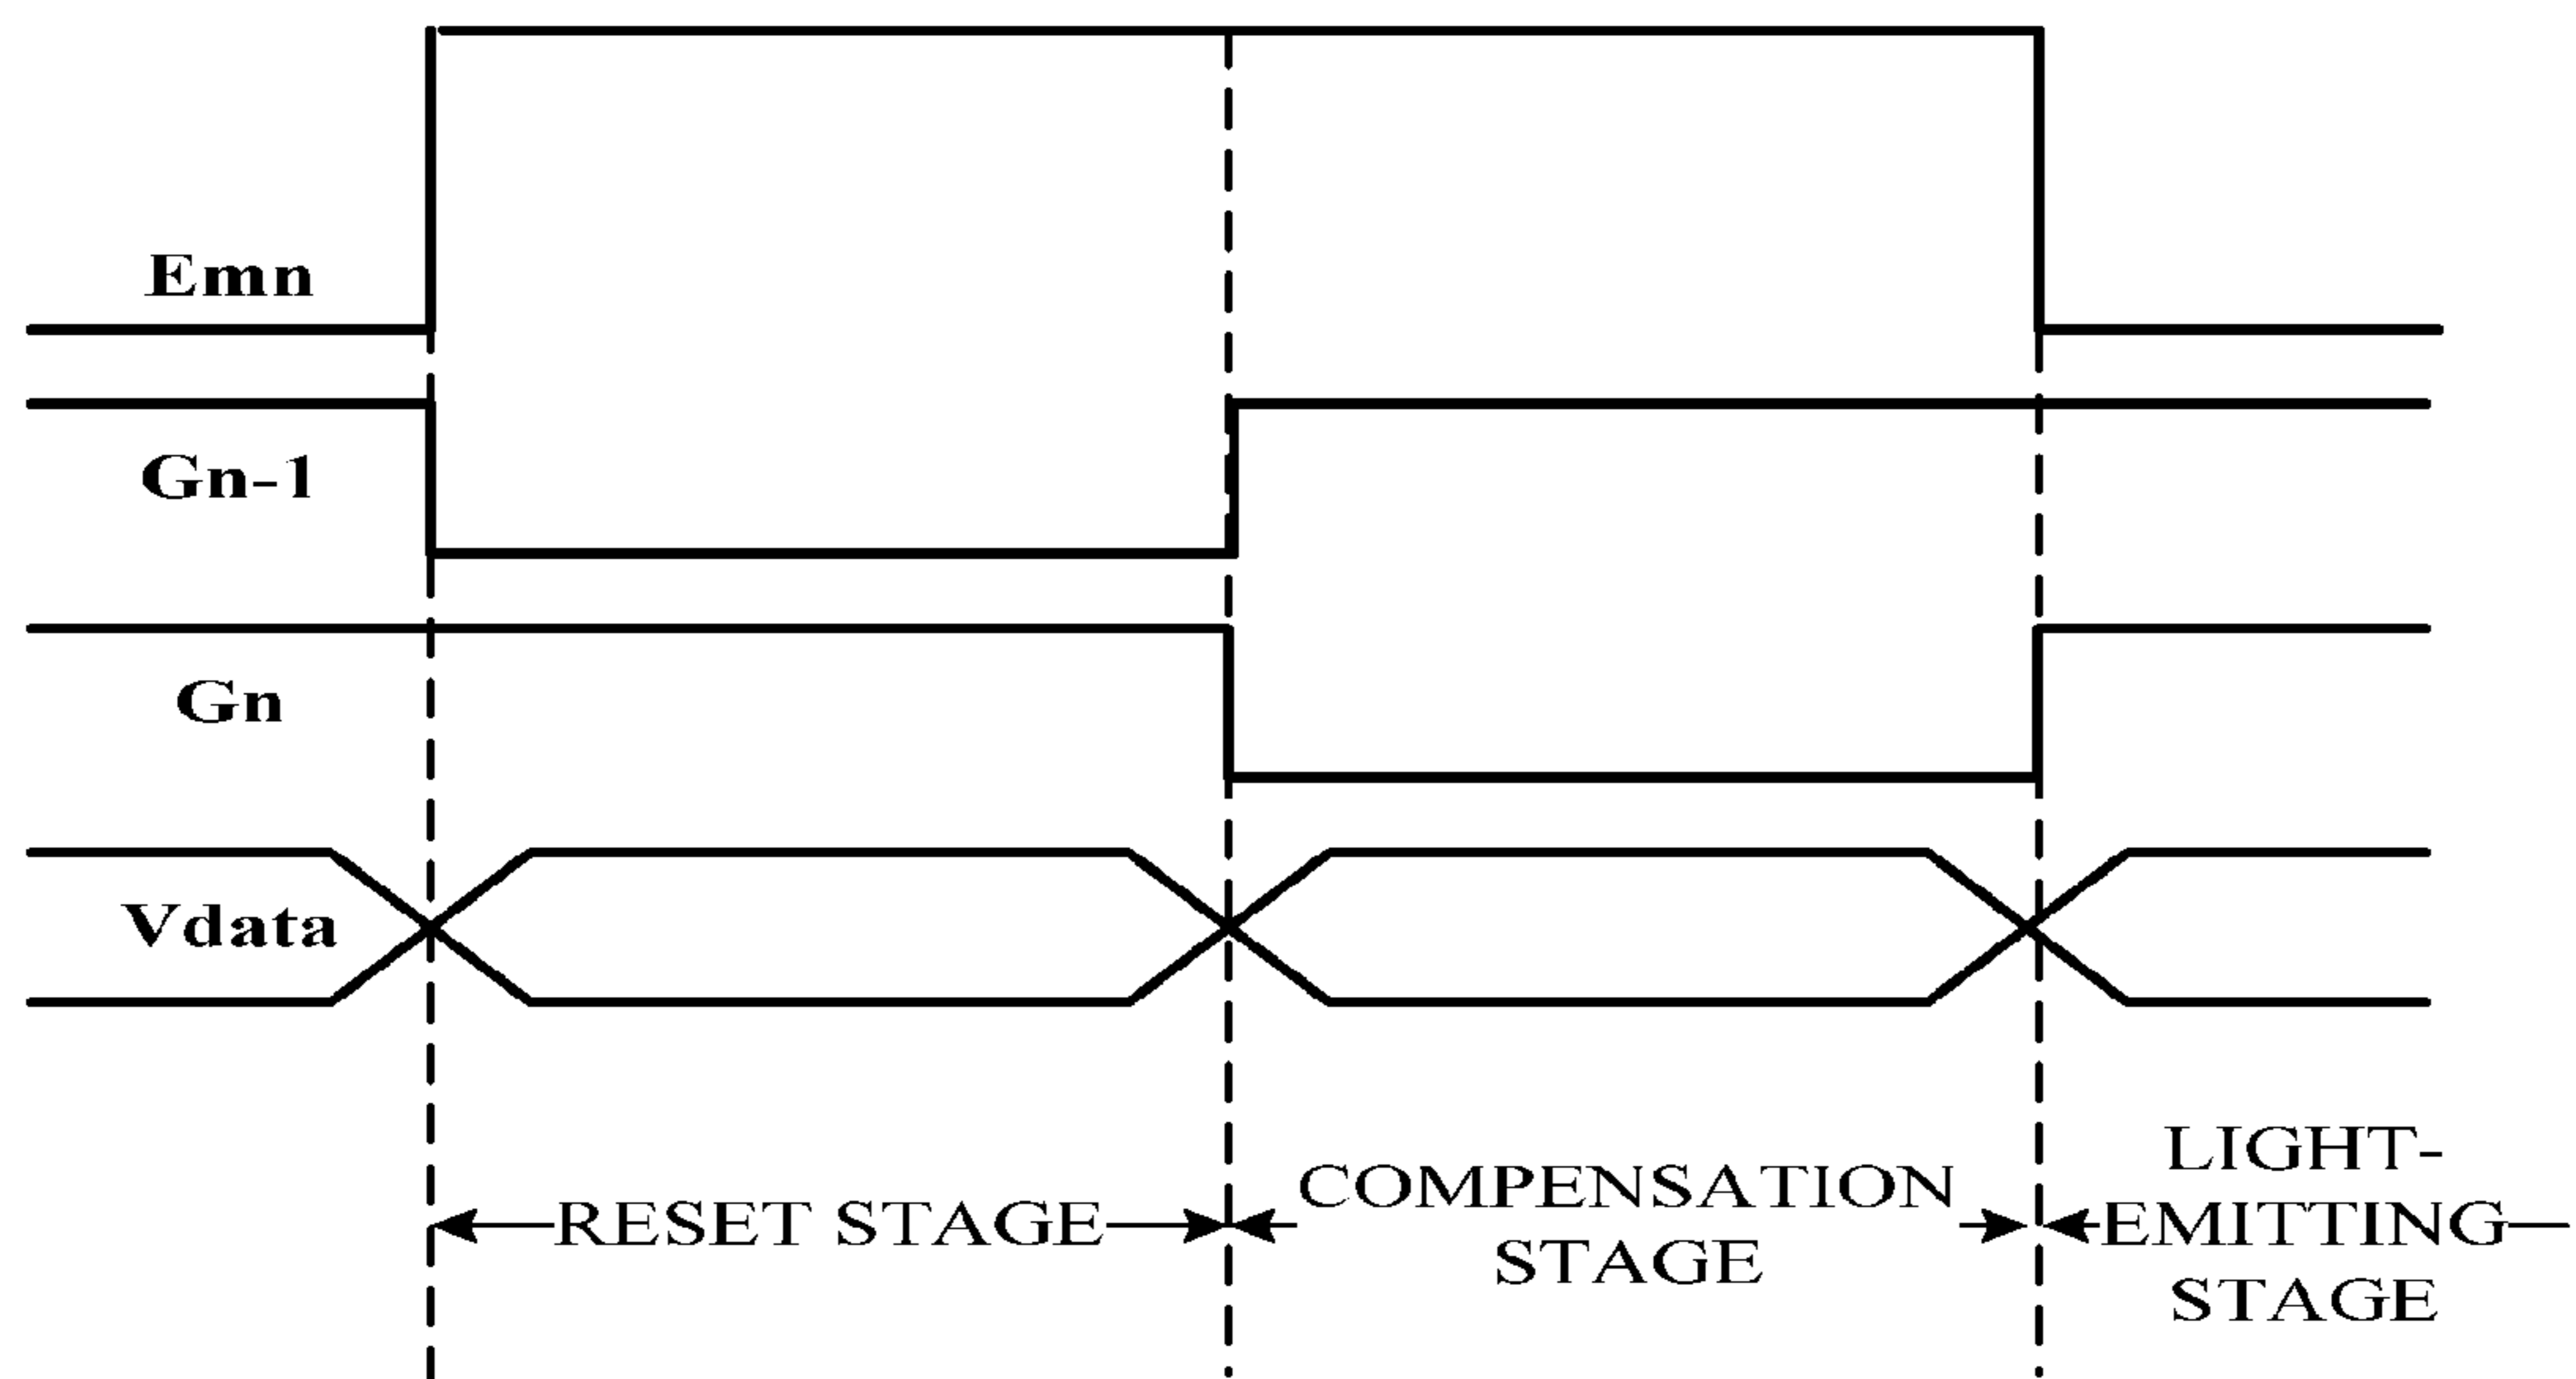 Emn
Gn-1
Gn
Vdata
RESET STAGE
COMPENSATION
STAGE
LIGHT-
EMITTING
STAGE